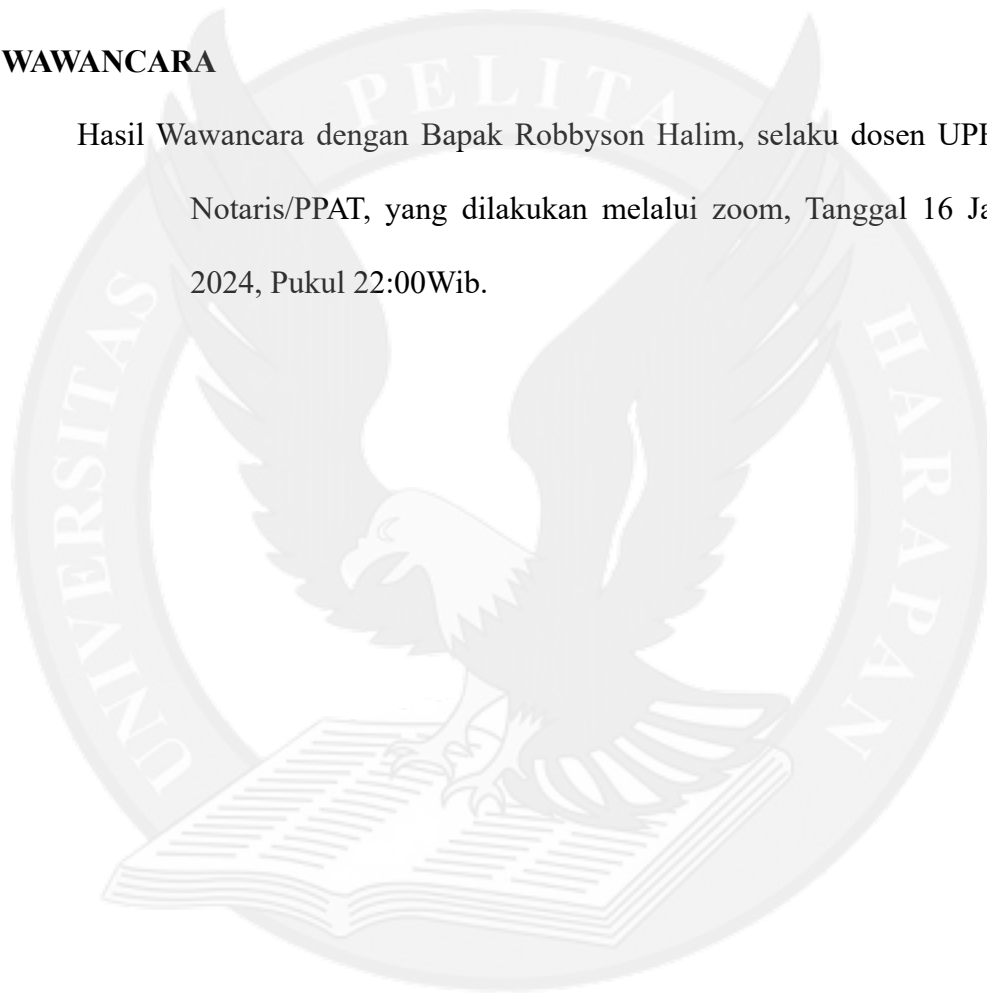 WAWANCARA
Hasil Wawancara dengan Bapak Robbyson Halim, selaku dosen
Notaris/PPAT, yang dilakukan melalui zoom, Tanggal 16
2024, Pukul 22:00Wib.
UNIVERSITAS PELITA HARAPAN